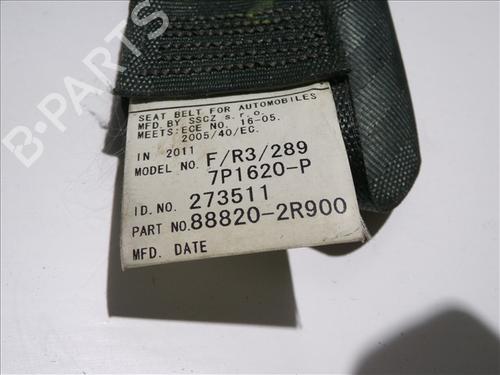 SEAT BELT FOR AUTOMOBILES
MFD. BY SSCZ s.r.o.
MEETS:ECE NO. 16-05.
2005/40/EC.
IN 2011
MODEL NO. F/R3/289
7P1620-P
ID. NO. 273511
PART NO. 88820-2R900
MFD. DATE
B-PARTS